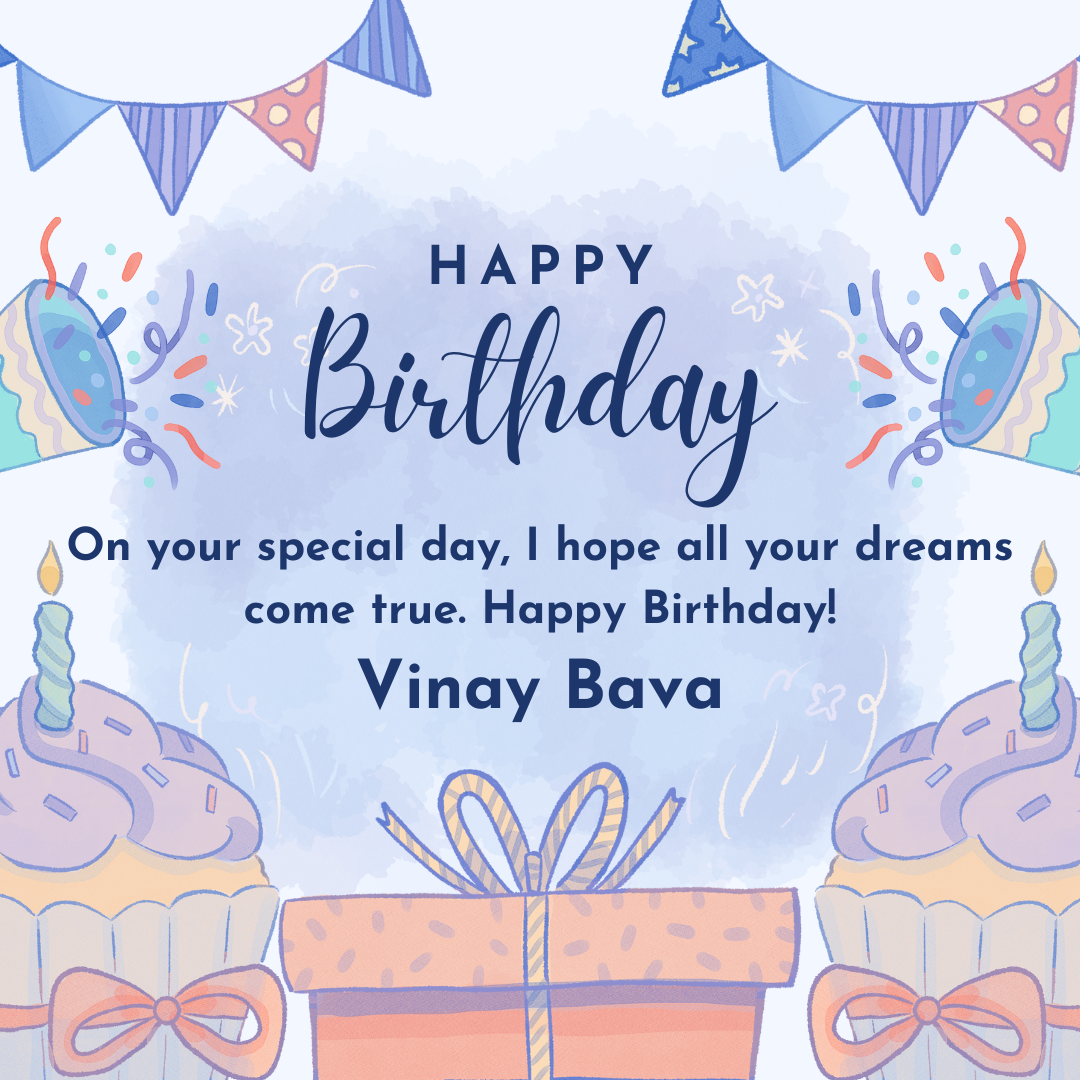 HAPPY
Birthday
On your special day, I hope all your dreams
come true. Happy Birthday!
Vinay Bava